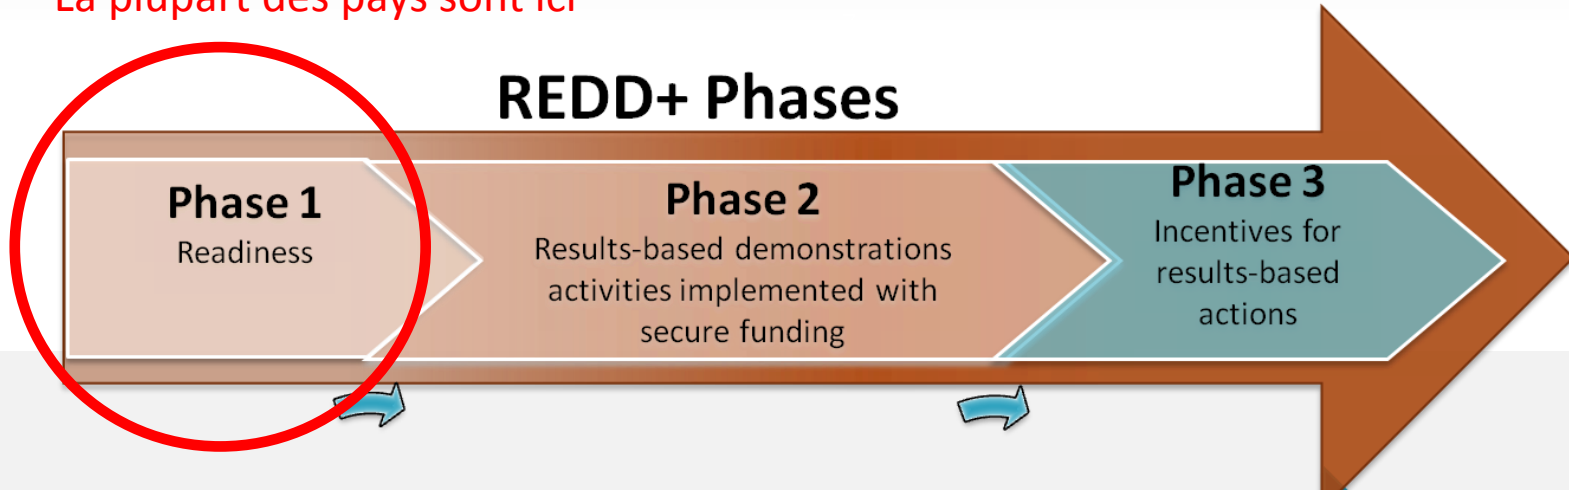 La plupart des pays sont ici
REDD+ Phases
Phase 1
Readiness
Phase 2
Results-based demonstrations
activities implemented with
secure funding
Phase 3
Incentives for
results-based
actions